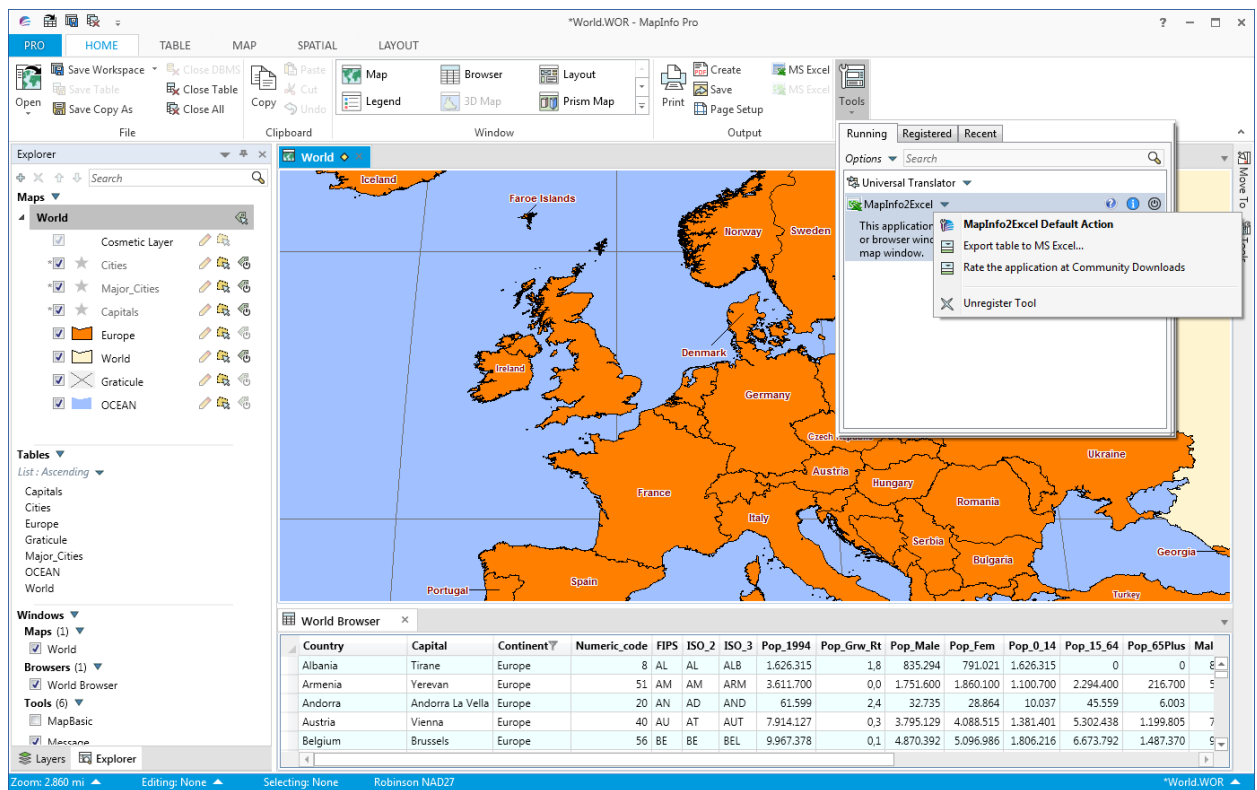 *World.WOR - MapInfo Pro
PRO HOME TABLE MAP SPATIAL LAYOUT
Open
Save Workspace
Save Table
Save Copy As
Close DBMS
Close Table
Close All
File
Copy
Paste
Cut
Undo
Clipboard
Map Browser Layout
Legend 3D Map Prism Map
Window
Print
Create
Save
Page Setup
MS Excel
MS Excel
Output
Tools
Running Registered Recent
Options Search
Universal Translator
MapInfo2Excel
This application
or browser wind
map window.
MapInfo2Excel Default Action
Export table to MS Excel...
Rate the application at Community Downloads
Unregister Tool
Move To
Tools
Explorer
Search
Maps
World
Cosmetic Layer
*Cities
*Major_Cities
*Capitals
Europe
World
Graticule
OCEAN
Tables
List : Ascending
Capitals
Cities
Europe
Graticule
Major_Cities
OCEAN
World
Windows
Maps (1)
World
Browsers (1)
World Browser
Tools (6)
MapBasic
Message
Layers Explorer
World
Iceland
Faroe Islands
Norway
Sweden
Denmark
Ireland
Germany
Czech Republic
Ukraine
Austria
Hungary
France
Romania
Italy
Serbia
Bulgaria
Georgia
Spain
Portugal
Turkey
World Browser
Country Capital Continent Numeric_code FIPS ISO_2 ISO_3 Pop_1994 Pop_Grw_Rt Pop_Male Pop_Fem Pop_0_14 Pop_15_64 Pop_65Plus Mal
Albania Tirane Europe 8 AL AL ALB 1.626.315 1,8 835.294 791.021 1.626.315 0 0 8
Armenia Yerevan Europe 51 AM AM ARM 3.611.700 0,0 1.751.600 1.860.100 1.100.700 2.294.400 216.700 5
Andorra Andorra La Vella Europe 20 AN AD AND 61.599 2,4 32.735 28.864 10.037 45.559 6.003
Austria Vienna Europe 40 AU AT AUT 7.914.127 0,3 3.795.129 4.088.515 1.381.401 5.302.438 1.199.805 7
Belgium Brussels Europe 56 BE BE BEL 9.967.378 0,1 4.870.392 5.096.986 1.806.216 6.673.792 1.487.370 9
Zoom: 2.860 mi Editing: None Selecting: None Robinson NAD27 *World.WOR